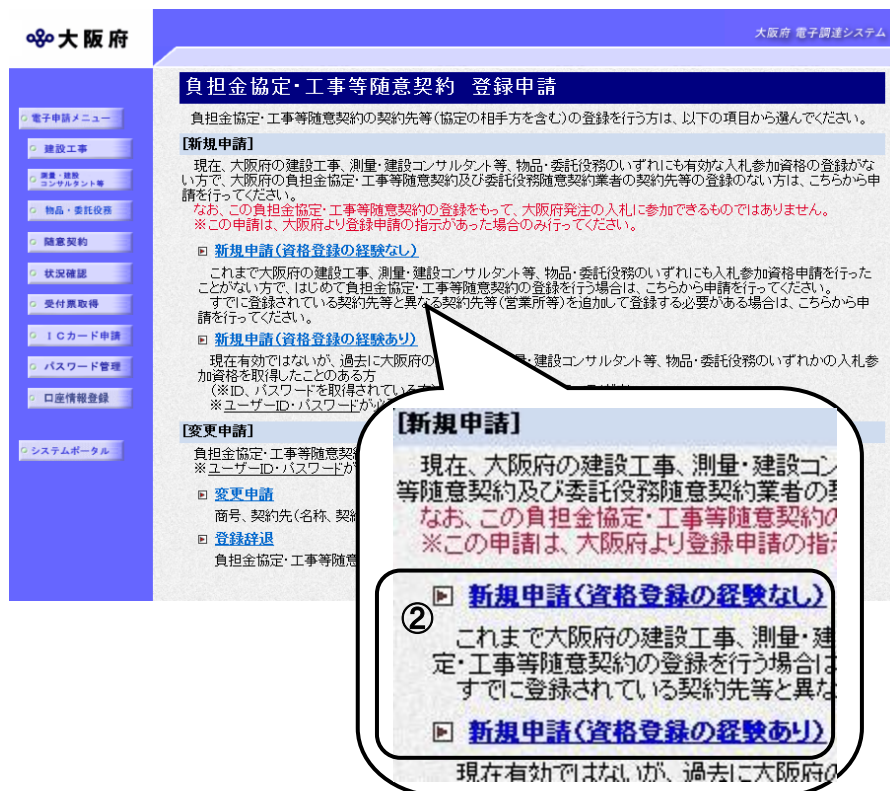 大阪府
大阪府 電子調達システム
電子申請メニュー
建設工事
測量・建設
コンサルタント等
物品・委託役務
随意契約
状況確認
受付票取得
ＩＣカード申請
パスワード管理
口座情報登録
システムポータル
負担金協定・工事等随意契約 登録申請
負担金協定・工事等随意契約の契約先等(協定の相手方を含む)の登録を行う方は、以下の項目から選んでください。
[新規申請]
現在、大阪府の建設工事、測量・建設コンサルタント等、物品・委託役務のいずれにも有効な入札参加資格の登録がな
い方で、大阪府の負担金協定・工事等随意契約及び委託役務随意契約業者の契約先等の登録のない方は、こちらから申
請を行ってください。
なお、この負担金協定・工事等随意契約の登録をもって、大阪府発注の入札に参加できるものではありません。
※この申請は、大阪府より登録申請の指示があった場合のみ行ってください。
新規申請(資格登録の経験なし)
これまで大阪府の建設工事、測量・建設コンサルタント等、物品・委託役務のいずれにも入札参加資格申請を行った
ことがない方で、はじめて負担金協定・工事等随意契約の登録を行う場合は、こちらから申請を行ってください。
すでに登録されている契約先等と異なる契約先等(営業所等)を追加して登録する必要がある場合は、こちらから申
請を行ってください。
新規申請(資格登録の経験あり)
現在有効ではないが、過去に大阪府の 建設コンサルタント等、物品・委託役務のいずれかの入札参
加資格を取得したことのある方
(※ID、パスワードを取得されている
※ユーザーID・パスワードが
[変更申請]
負担金協定・工事等随意契
※ユーザーID・パスワードが
変更申請
商号、契約先(名称、契
登録辞退
負担金協定・工事等随意
[新規申請]
現在、大阪府の建設工事、測量・建設コン
等随意契約及び委託役務随意契約業者の
なお、この負担金協定・工事等随意契約の
※この申請は、大阪府より登録申請の指
②
新規申請(資格登録の経験なし)
これまで大阪府の建設工事、測量・建
定・工事等随意契約の登録を行う場合は
すでに登録されている契約先等と異な
新規申請(資格登録の経験あり)
現在有効ではないが、過去に大阪府の